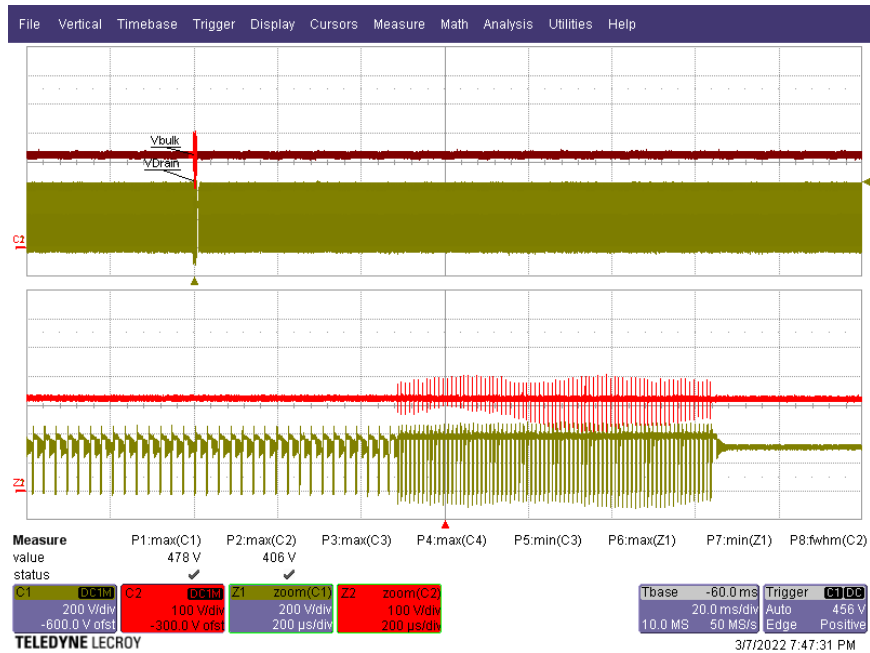 File Vertical Timebase Trigger Display Cursors Measure Math Analysis Utilities Help
Vbulk
VDrain
C2
Z2
Measure P1:max(C1) P2:max(C2) P3:max(C3) P4:max(C4) P5:min(C3) P6:max(Z1) P7:min(Z1) P8:fwhm(C2)
value 478 V 406 V
status
C1 DC1M C2 DC1M Z1 zoom(C1) Z2 zoom(C2) Tbase -60.0 ms Trigger C1 DC
200 V/div 100 V/div 200 V/div 100 V/div 20.0 ms/div Auto 456 V
-600.0 V ofst -300.0 V ofst 200 µs/div 200 µs/div 10.0 MS 50 MS/s Edge Positive
TELEDYNE LECROY 3/7/2022 7:47:31 PM